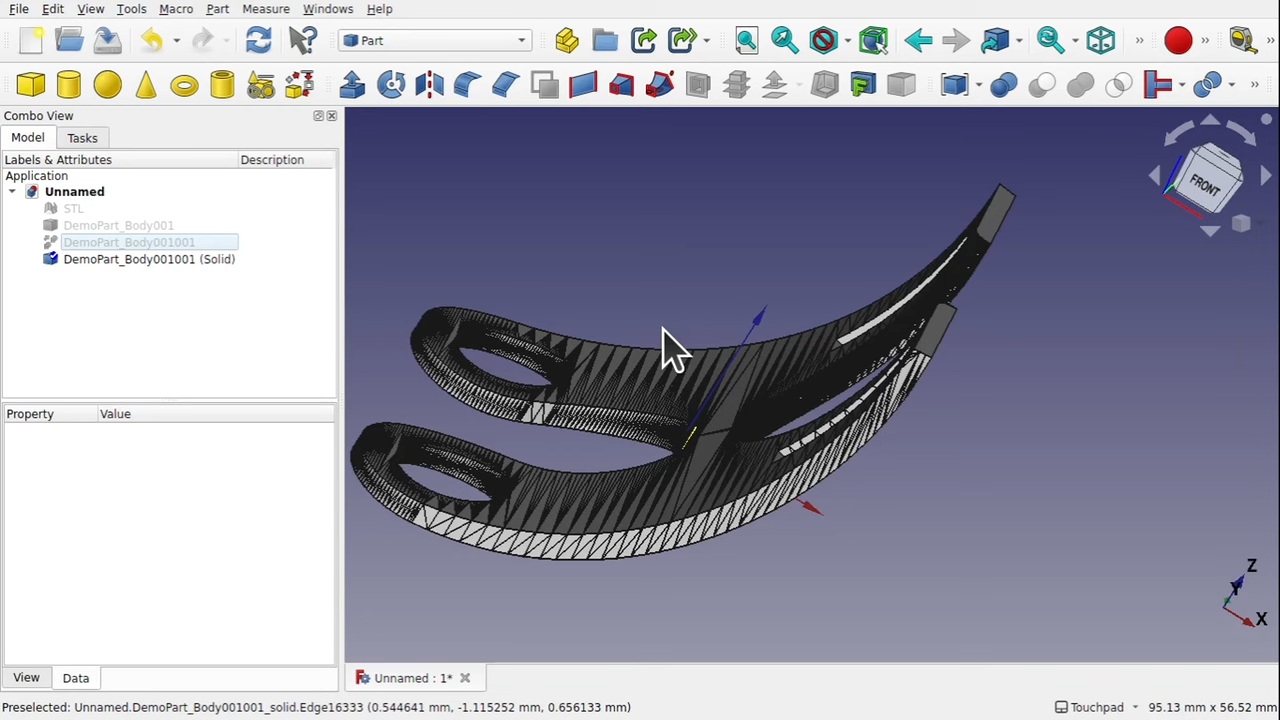 File Edit View Tools Macro Part Measure Windows Help
Part
Combo View
Model Tasks
Labels & Attributes Description
Application
Unnamed
STL
DemoPart_Body001
DemoPart_Body001001
DemoPart_Body001001 (Solid)
Property Value
View Data
FRONT
Z
Y
X
Unnamed : 1*
Preselected: Unnamed.DemoPart_Body001001_solid.Edge16333 (0.544641 mm, -1.115252 mm, 0.656133 mm)
Touchpad 95.13 mm x 56.52 mm